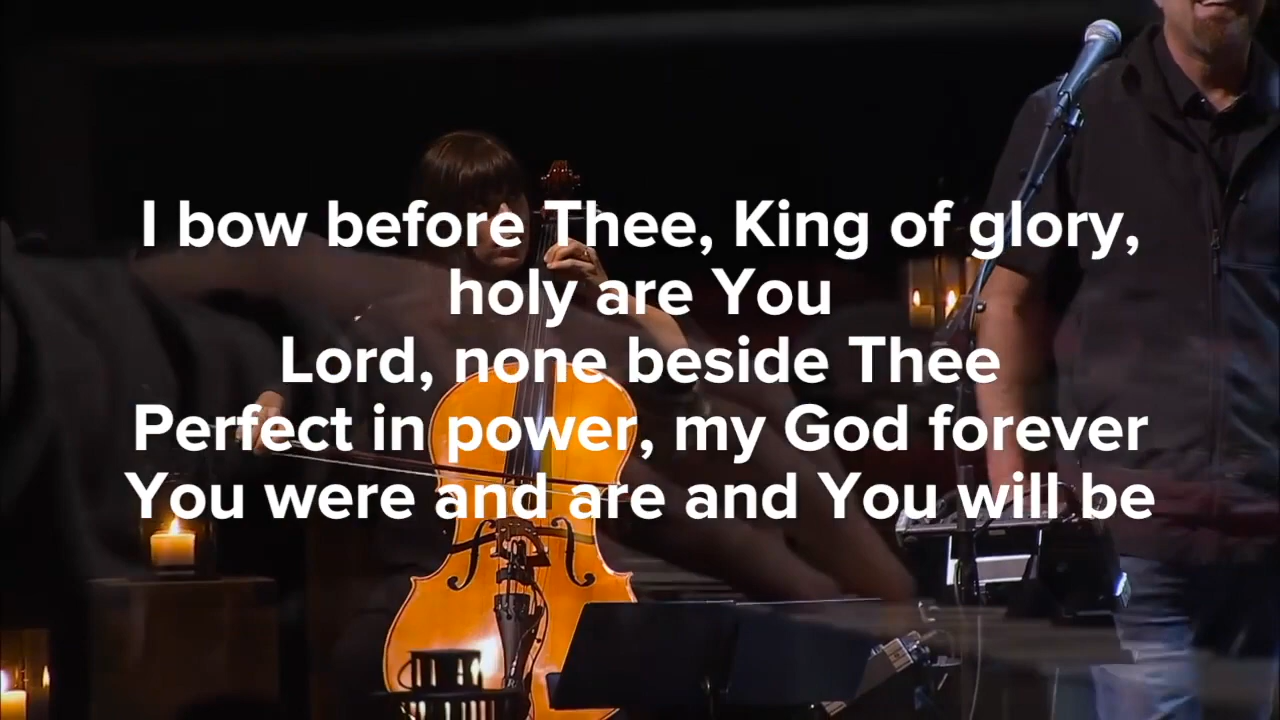 I bow before Thee, King of glory,
holy are You
Lord, none beside Thee
Perfect in power, my God forever
You were and are and You will be